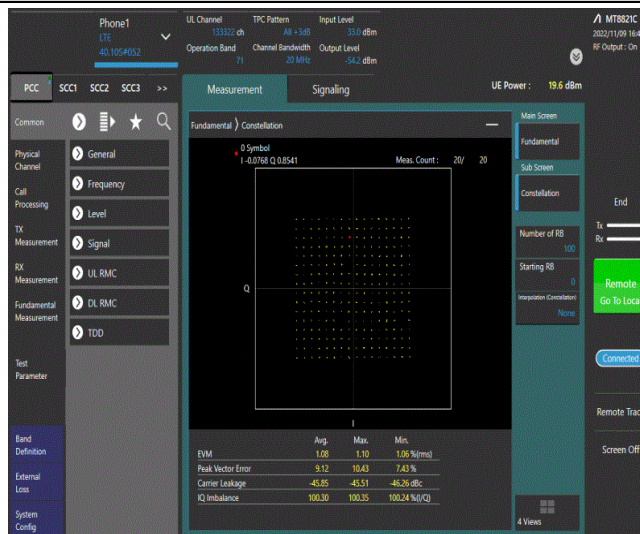 Phone1
LTE
40.10S#052
UL Channel
133322 ch
TPC Pattern
All +3dB
Input Level
33.0 dBm
Operation Band
71
Channel Bandwidth
20 MHz
Output Level
-54.2 dBm
MT8821C
2022/11/09 16:4
RF Output : On
PCC SCC1 SCC2 SCC3 >>
Measurement
Signaling
UE Power : 19.6 dBm
Common
Physical
Channel
Call
Processing
TX
Measurement
RX
Measurement
Fundamental
Measurement
Test
Parameter
Band
Definition
External
Loss
System
Config
General
Frequency
Level
Signal
UL RMC
DL RMC
TDD
Fundamental > Constellation
0 Symbol
I -0.0768 Q 0.8541
Meas. Count : 20/ 20
Q
I
Avg. Max. Min.
EVM 1.08 1.10 1.06 %(rms)
Peak Vector Error 9.12 10.43 7.43 %
Carrier Leakage -45.85 -45.51 -46.26 dBc
IQ Imbalance 100.30 100.35 100.24 %(I/Q)
Main Screen
Fundamental
Sub Screen
Constellation
Number of RB
100
Starting RB
0
Interpolation (Constellation)
None
4 Views
End
Tx
Rx
Remote
Go To Loca
Connected
Remote Trac
Screen Off